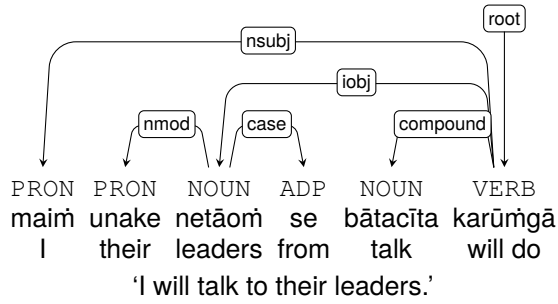 root
nsubj
iobj
nmod case compound
PRON PRON NOUN ADP NOUN VERB
maiṁ unake netāoṁ se bātacīta karūṁgā
I their leaders from talk will do
'I will talk to their leaders.'